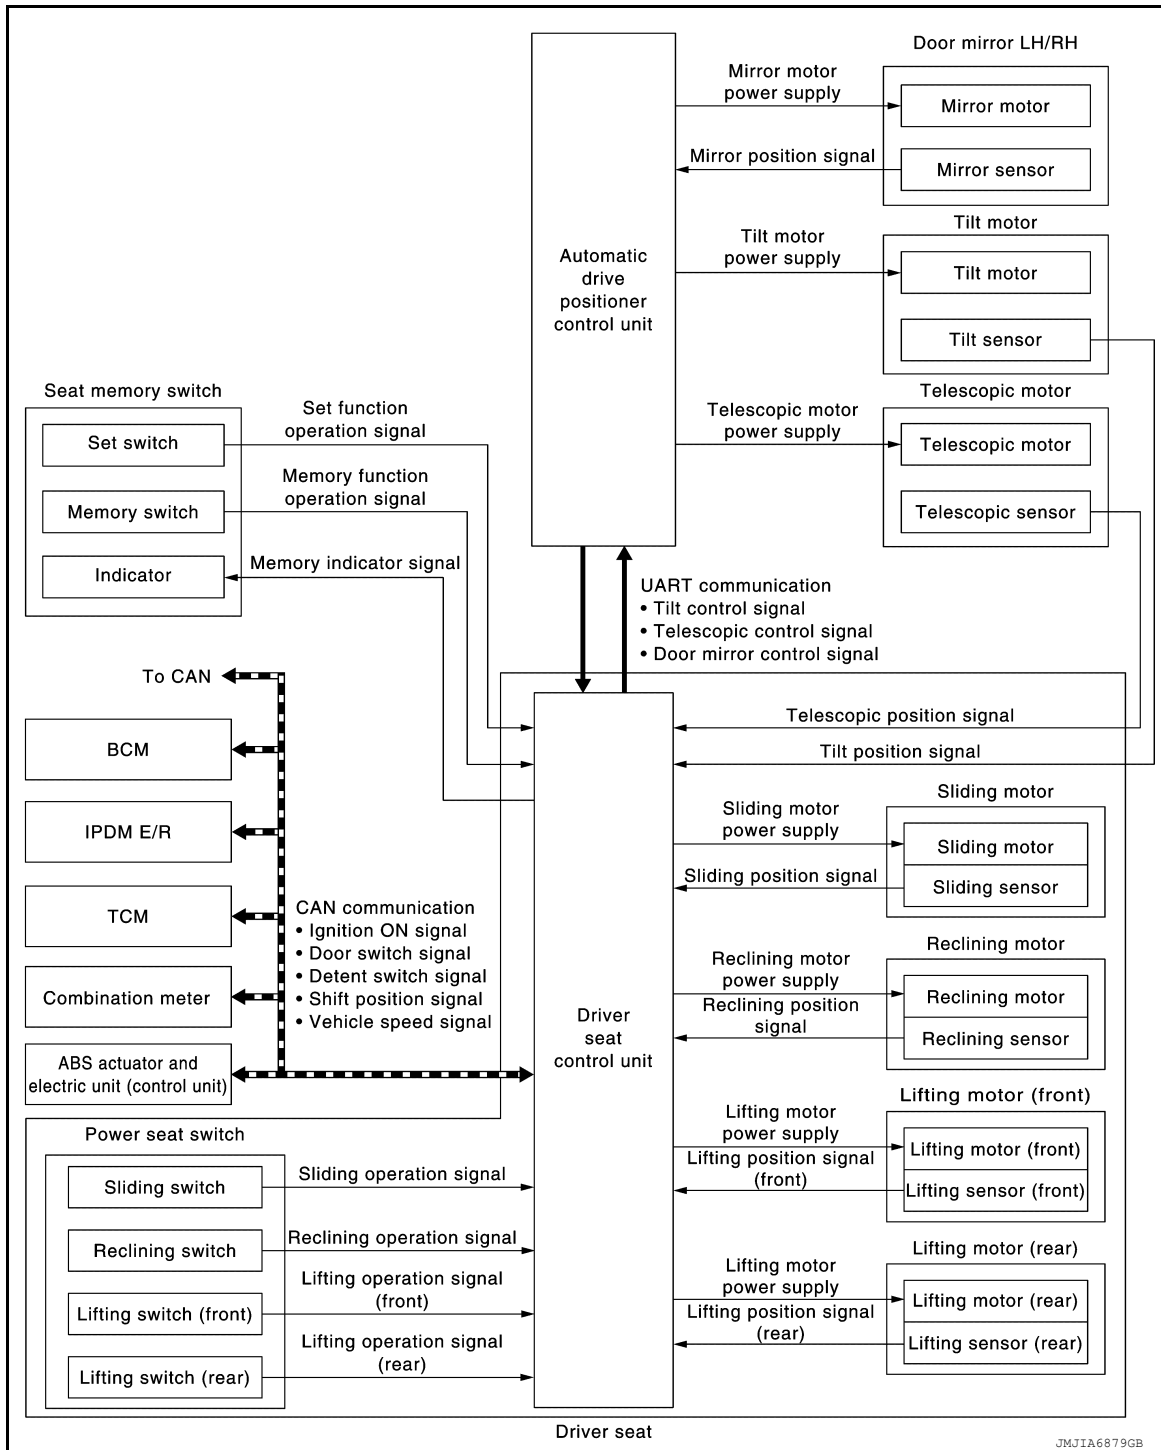 Door mirror LH/RH
Mirror motor
power supply
Mirror motor
Mirror position signal
Mirror sensor
Tilt motor
Tilt motor
power supply
Tilt motor
Automatic
drive
positioner
control unit
Tilt sensor
Telescopic motor
Telescopic motor
power supply
Telescopic motor
Telescopic sensor
Seat memory switch
Set function
operation signal
Set switch
Memory function
operation signal
Memory switch
Memory indicator signal
Indicator
UART communication
• Tilt control signal
• Telescopic control signal
• Door mirror control signal
To CAN
BCM
IPDM E/R
TCM
Combination meter
ABS actuator and
electric unit (control unit)
CAN communication
• Ignition ON signal
• Door switch signal
• Detent switch signal
• Shift position signal
• Vehicle speed signal
Telescopic position signal
Tilt position signal
Driver
seat
control unit
Sliding motor
Sliding motor
power supply
Sliding motor
Sliding position signal
Sliding sensor
Reclining motor
Reclining motor
power supply
Reclining motor
Reclining position
signal
Reclining sensor
Lifting motor (front)
Lifting motor
power supply
Lifting motor (front)
Lifting position signal
(front)
Lifting sensor (front)
Lifting motor (rear)
Lifting motor
power supply
Lifting motor (rear)
Lifting position signal
(rear)
Lifting sensor (rear)
Power seat switch
Sliding switch
Sliding operation signal
Reclining switch
Reclining operation signal
Lifting switch (front)
Lifting operation signal
(front)
Lifting switch (rear)
Lifting operation signal
(rear)
Driver seat
JMJIA6879GB